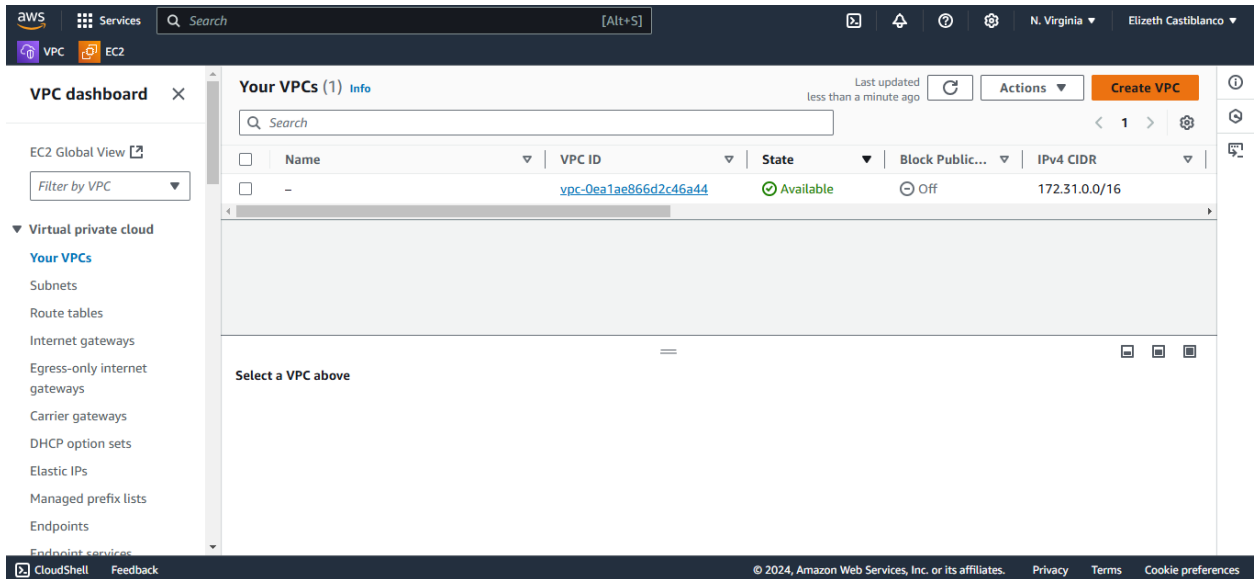 aws Services Search [Alt+S] N. Virginia Elizeth Castiblanco
VPC EC2
VPC dashboard
EC2 Global View
Filter by VPC
Virtual private cloud
Your VPCs
Subnets
Route tables
Internet gateways
Egress-only internet
gateways
Carrier gateways
DHCP option sets
Elastic IPs
Managed prefix lists
Endpoints
Endpoint services
Your VPCs (1) Info
Last updated
less than a minute ago
Actions
Create VPC
Search
1
Name VPC ID State Block Public... IPv4 CIDR
– vpc-0ea1ae866d2c46a44 Available Off 172.31.0.0/16
Select a VPC above
CloudShell Feedback © 2024, Amazon Web Services, Inc. or its affiliates. Privacy Terms Cookie preferences